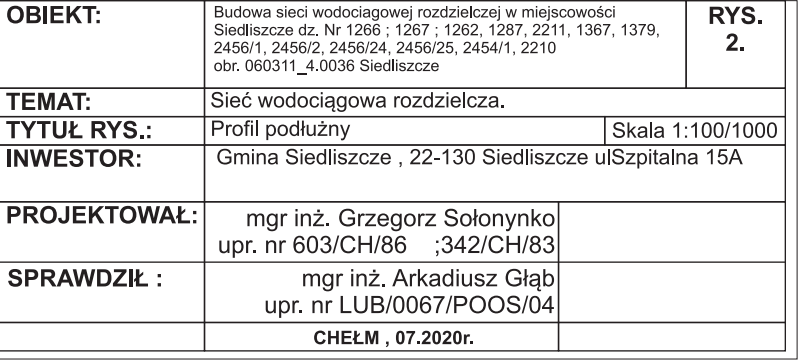 OBIEKT: Budowa sieci wodociagowej rozdzielczej w miejscowości RYS.
Siedliszcze dz. Nr 1266 ; 1267 ; 1262, 1287, 2211, 1367, 1379, 2.
2456/1, 2456/2, 2456/24, 2456/25, 2454/1, 2210
obr. 060311_4.0036 Siedliszcze
TEMAT: Sieć wodociągowa rozdzielcza.
TYTUŁ RYS.: Profil podłużny Skala 1:100/1000
INWESTOR: Gmina Siedliszcze , 22-130 Siedliszcze ulSzpitalna 15A
PROJEKTOWAŁ: mgr inż. Grzegorz Sołonynko
upr. nr 603/CH/86 ;342/CH/83
SPRAWDZIŁ : mgr inż. Arkadiusz Głąb
upr. nr LUB/0067/POOS/04
CHEŁM , 07.2020r.